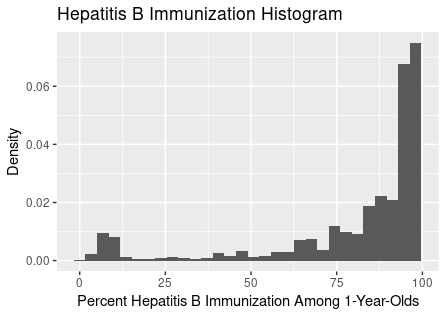 Hepatitis B Immunization Histogram
Density
0.06
0.04
0.02
0.00
0 25 50 75 100
Percent Hepatitis B Immunization Among 1-Year-Olds